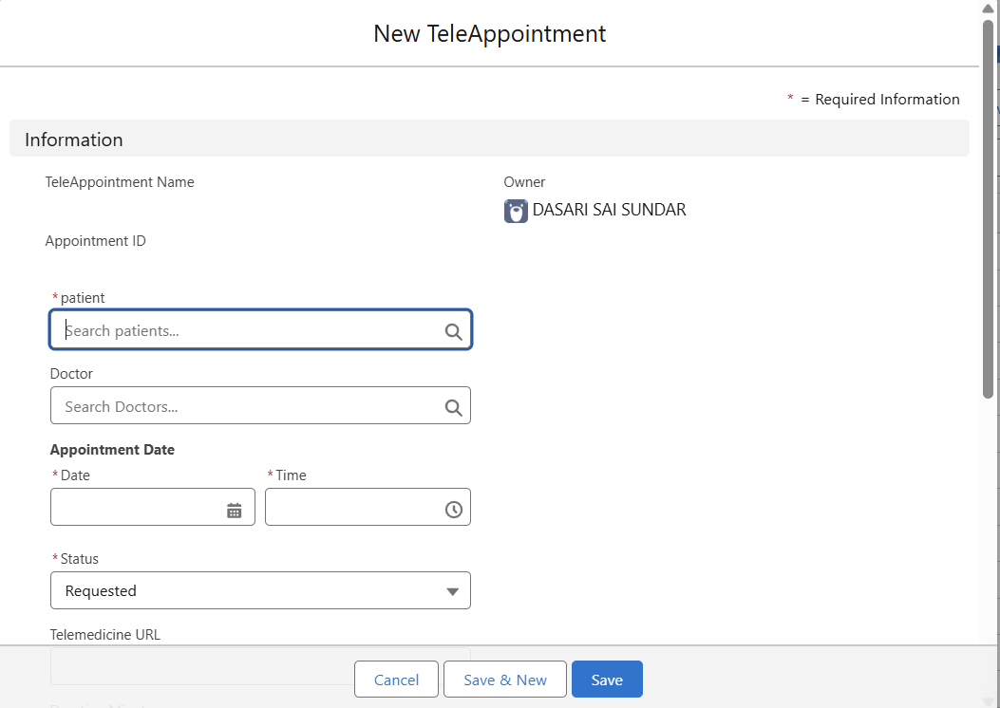 New TeleAppointment
* = Required Information
Information
TeleAppointment Name
Owner
DASARI SAI SUNDAR
Appointment ID
*patient
Search patients...
Doctor
Search Doctors...
Appointment Date
*Date
*Time
*Status
Requested
Telemedicine URL
Cancel
Save & New
Save